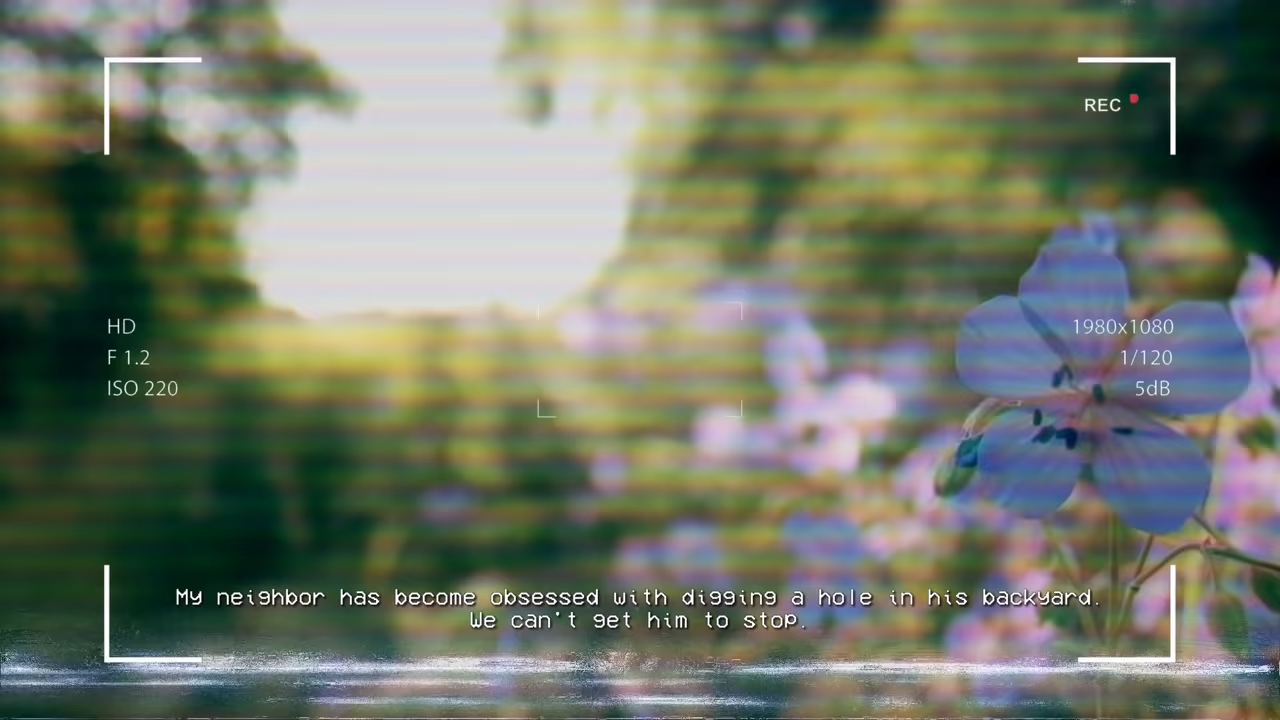 REC
HD
1980x1080
F 1.2
1/120
ISO 220
5dB
My neighbor has become obsessed with digging a hole in his backyard.
We can't get him to stop.